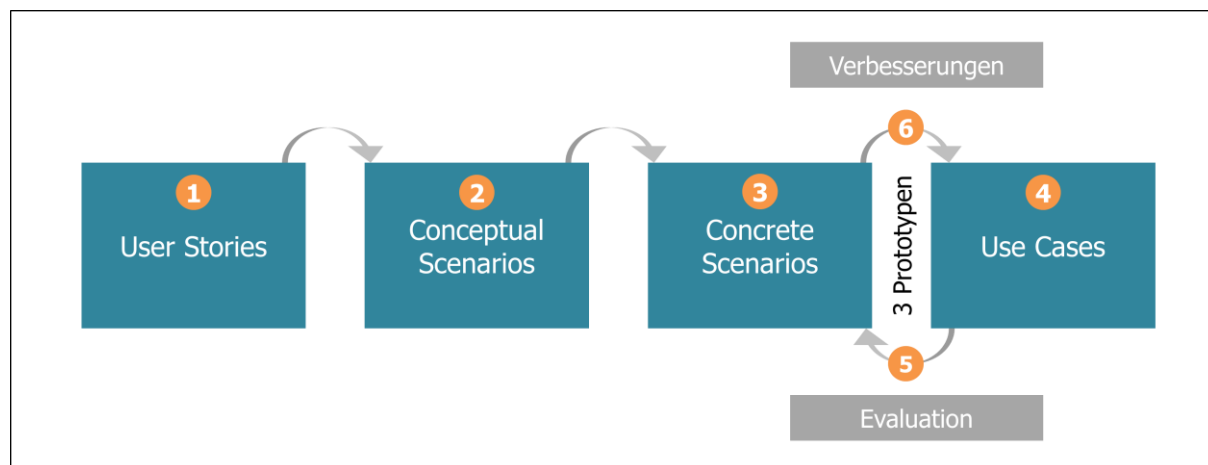 Verbesserungen
6
1
User Stories
2
Conceptual
Scenarios
3
Concrete
Scenarios
3 Prototypen
4
Use Cases
5
Evaluation